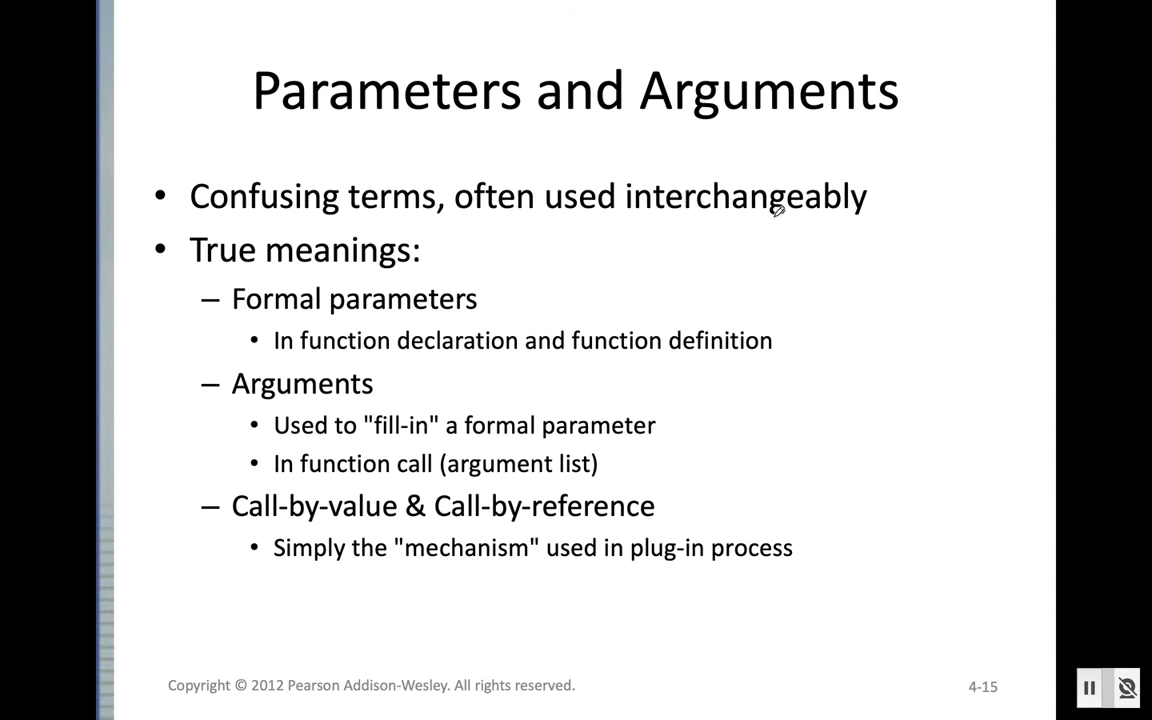 Parameters and Arguments
• Confusing terms, often used interchangeably
• True meanings:
– Formal parameters
• In function declaration and function definition
– Arguments
• Used to "fill-in" a formal parameter
• In function call (argument list)
– Call-by-value & Call-by-reference
• Simply the "mechanism" used in plug-in process
Copyright © 2012 Pearson Addison-Wesley. All rights reserved.
4-15